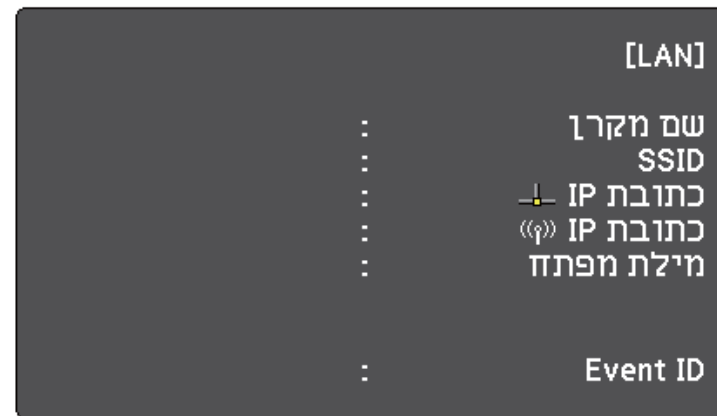 [LAN]
שם מקרן :
SSID :
כתובת IP :
כתובת IP :
מילת מפתח :
Event ID :